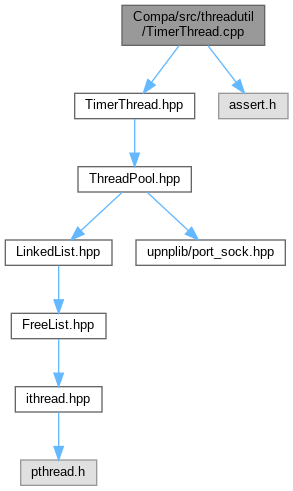 Compa/src/threadutil
/TimerThread.cpp
TimerThread.hpp
assert.h
ThreadPool.hpp
LinkedList.hpp
upnplib/port_sock.hpp
FreeList.hpp
ithread.hpp
pthread.h